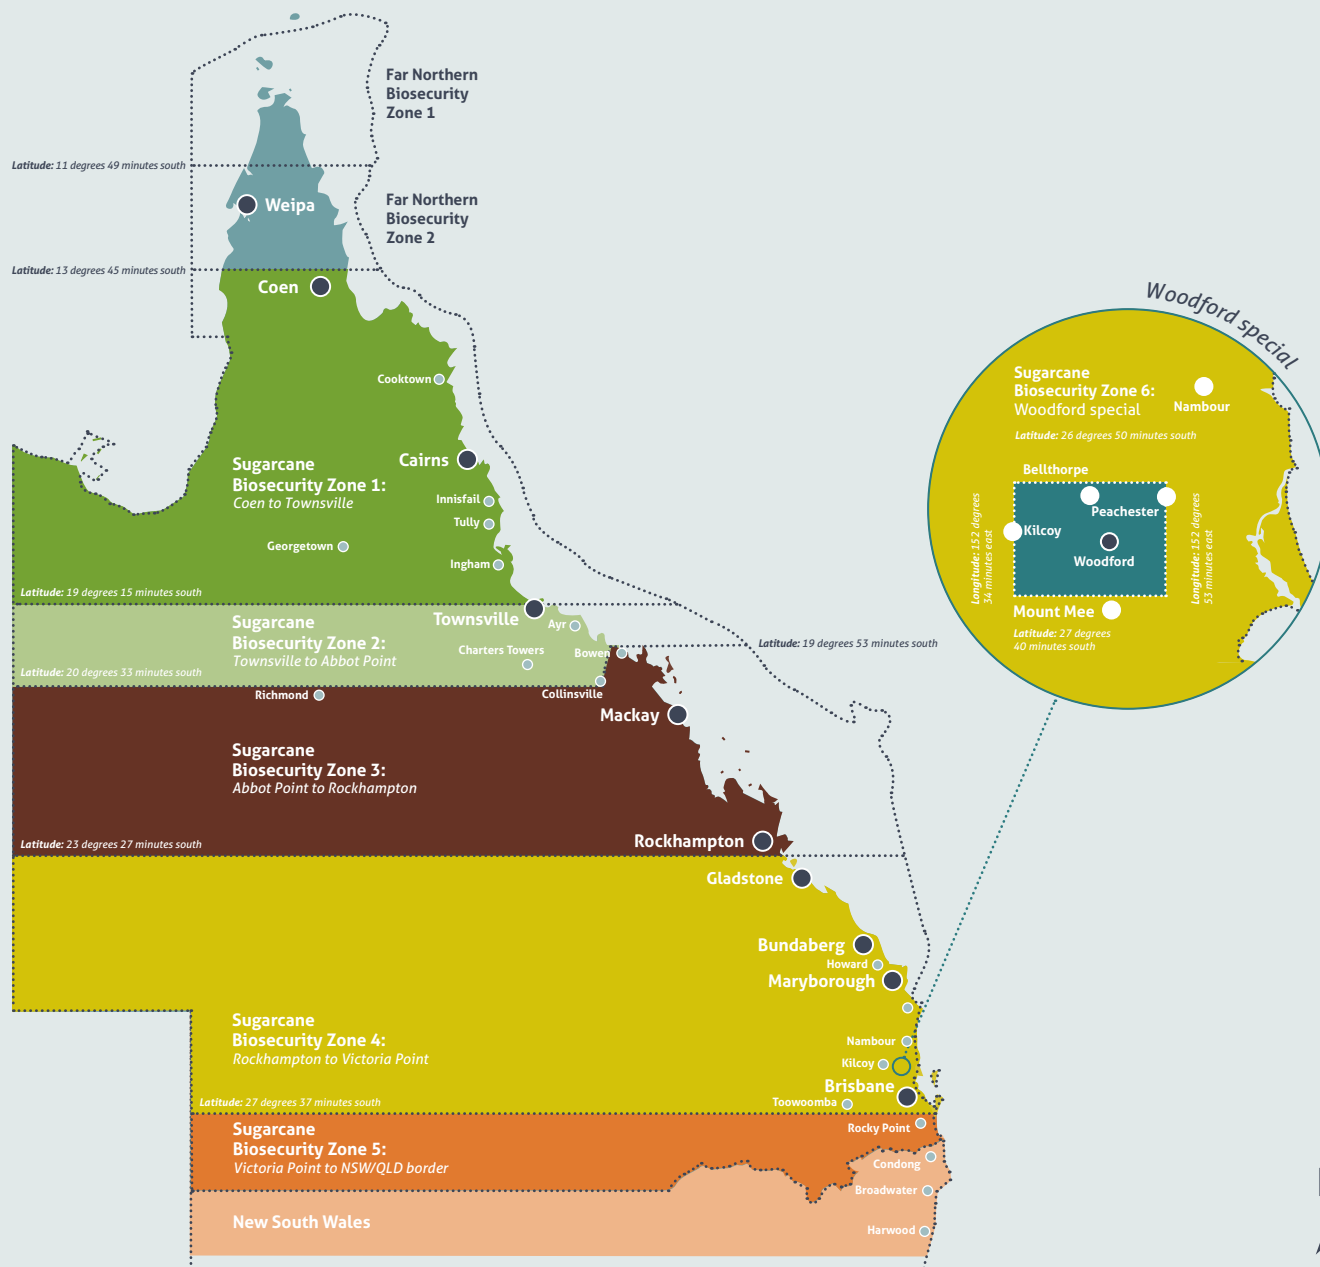 Far Northern
Biosecurity
Zone 1
Latitude: 11 degrees 49 minutes south
Weipa
Far Northern
Biosecurity
Zone 2
Latitude: 13 degrees 45 minutes south
Coen
Cooktown
Cairns
Sugarcane
Biosecurity Zone 1:
Coen to Townsville
Innisfail
Tully
Georgetown
Ingham
Latitude: 19 degrees 15 minutes south
Sugarcane
Biosecurity Zone 2:
Townsville to Abbot Point
Townsville
Ayr
Charters Towers
Bowen
Latitude: 19 degrees 53 minutes south
Latitude: 20 degrees 33 minutes south
Collinsville
Richmond
Mackay
Sugarcane
Biosecurity Zone 3:
Abbot Point to Rockhampton
Rockhampton
Latitude: 23 degrees 27 minutes south
Gladstone
Bundaberg
Howard
Maryborough
Sugarcane
Biosecurity Zone 4:
Rockhampton to Victoria Point
Nambour
Kilcoy
Brisbane
Toowoomba
Latitude: 27 degrees 37 minutes south
Sugarcane
Biosecurity Zone 5:
Victoria Point to NSW/QLD border
Rocky Point
Condong
Broadwater
Harwood
New South Wales
Woodford special
Sugarcane
Biosecurity Zone 6:
Woodford special
Nambour
Latitude: 26 degrees 50 minutes south
Bellthorpe
Peachester
Kilcoy
Woodford
Longitude: 152 degrees
34 minutes east
Longitude: 152 degrees
53 minutes east
Mount Mee
Latitude: 27 degrees
40 minutes south